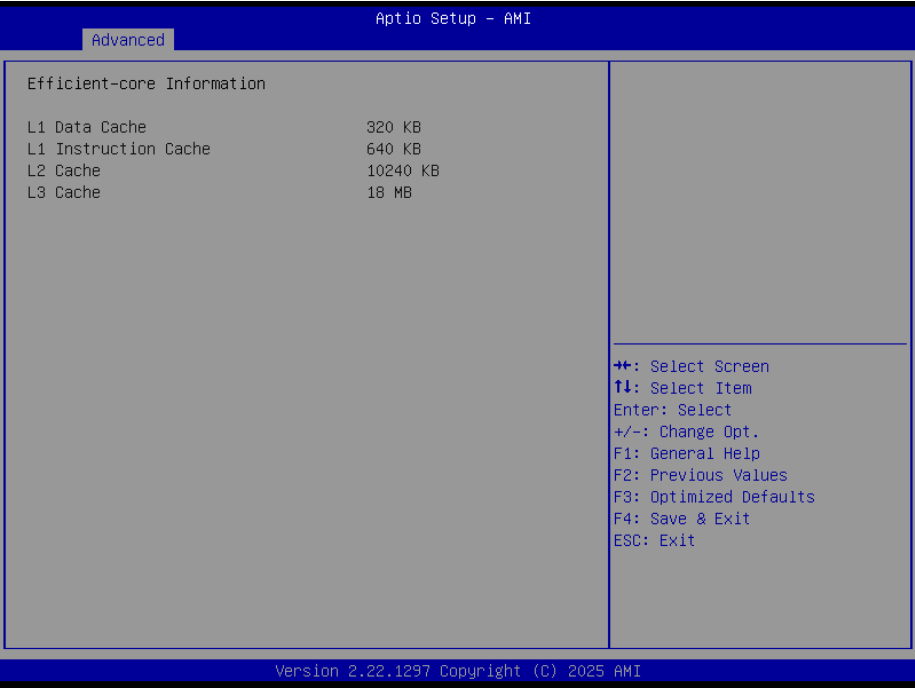 Aptio Setup - AMI
Advanced
Efficient-core Information
L1 Data Cache 320 KB
L1 Instruction Cache 640 KB
L2 Cache 10240 KB
L3 Cache 18 MB
→←: Select Screen
↑↓: Select Item
Enter: Select
+/-: Change Opt.
F1: General Help
F2: Previous Values
F3: Optimized Defaults
F4: Save & Exit
ESC: Exit
Version 2.22.1297 Copyright (C) 2025 AMI